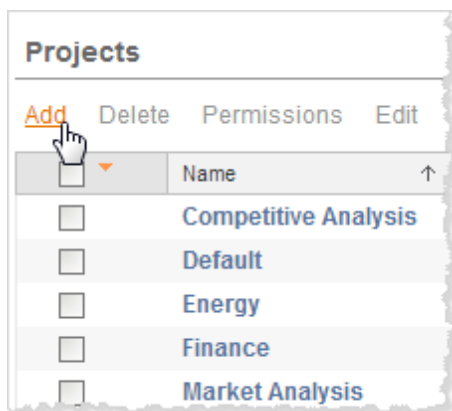 Projects
Add Delete Permissions Edit
Name ↑
Competitive Analysis
Default
Energy
Finance
Market Analysis